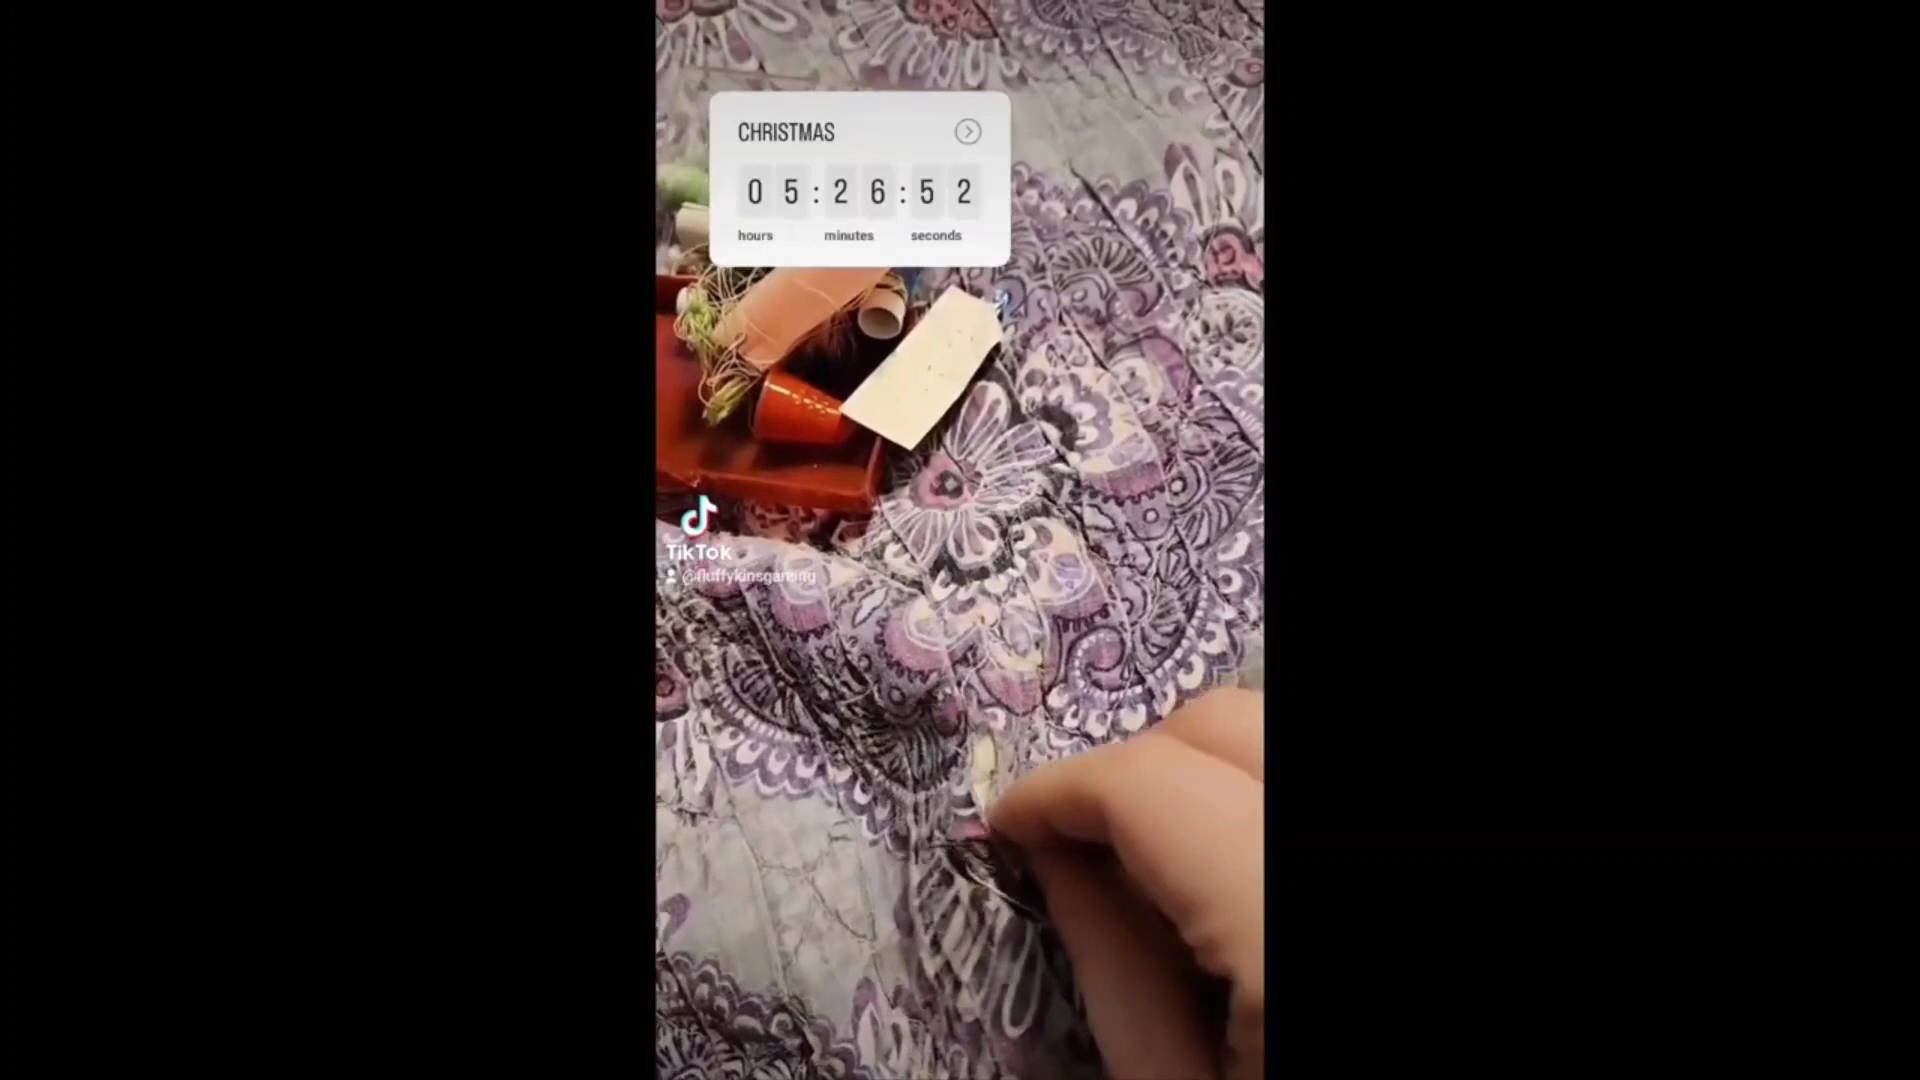 CHRISTMAS
05:26:52
hours minutes seconds
TikTok
@fluffykinsgaming